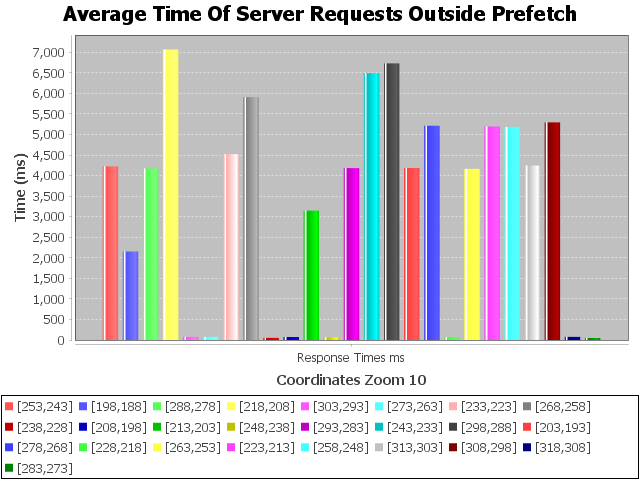 Average Time Of Server Requests Outside Prefetch
Time (ms)
7,000
6,500
6,000
5,500
5,000
4,500
4,000
3,500
3,000
2,500
2,000
1,500
1,000
500
0
Response Times ms
Coordinates Zoom 10
[253,243] [198,188] [288,278] [218,208] [303,293] [273,263] [233,223] [268,258]
[238,228] [208,198] [213,203] [248,238] [293,283] [243,233] [298,288] [203,193]
[278,268] [228,218] [263,253] [223,213] [258,248] [313,303] [308,298] [318,308]
[283,273]